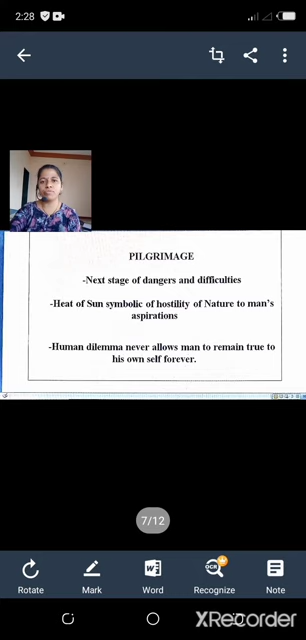 2:28
PILGRIMAGE
-Next stage of dangers and difficulties
-Heat of Sun symbolic of hostility of Nature to man's
aspirations
-Human dilemma never allows man to remain true to
his own self forever.
7/12
OCR
Rotate Mark Word Recognize Note
XRecorder